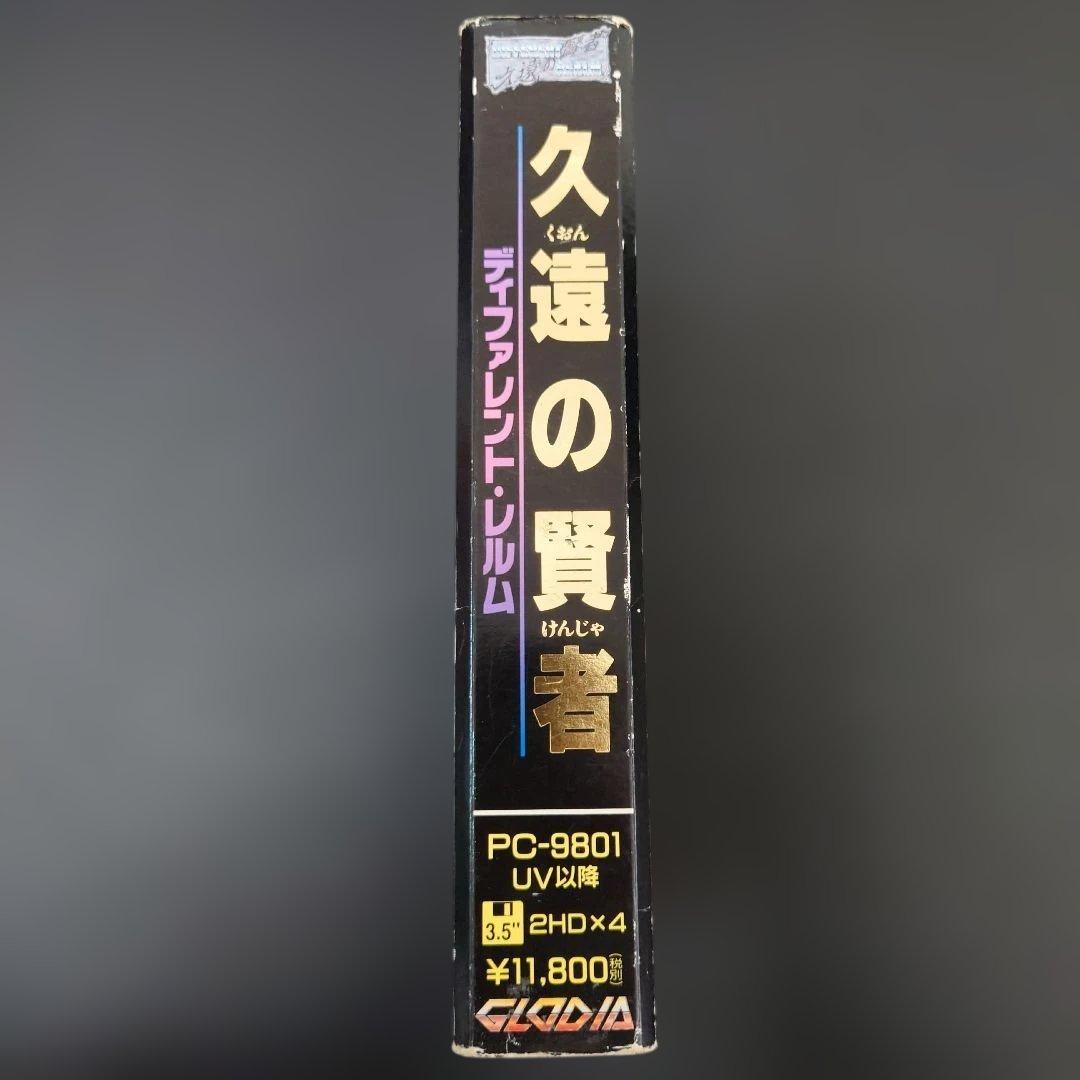 久遠の賢者
くおん
けんじゃ
ディファレント・レルム
PC-9801
UV以降
3.5"
2HD×4
¥11,800(税別)
GLODIA